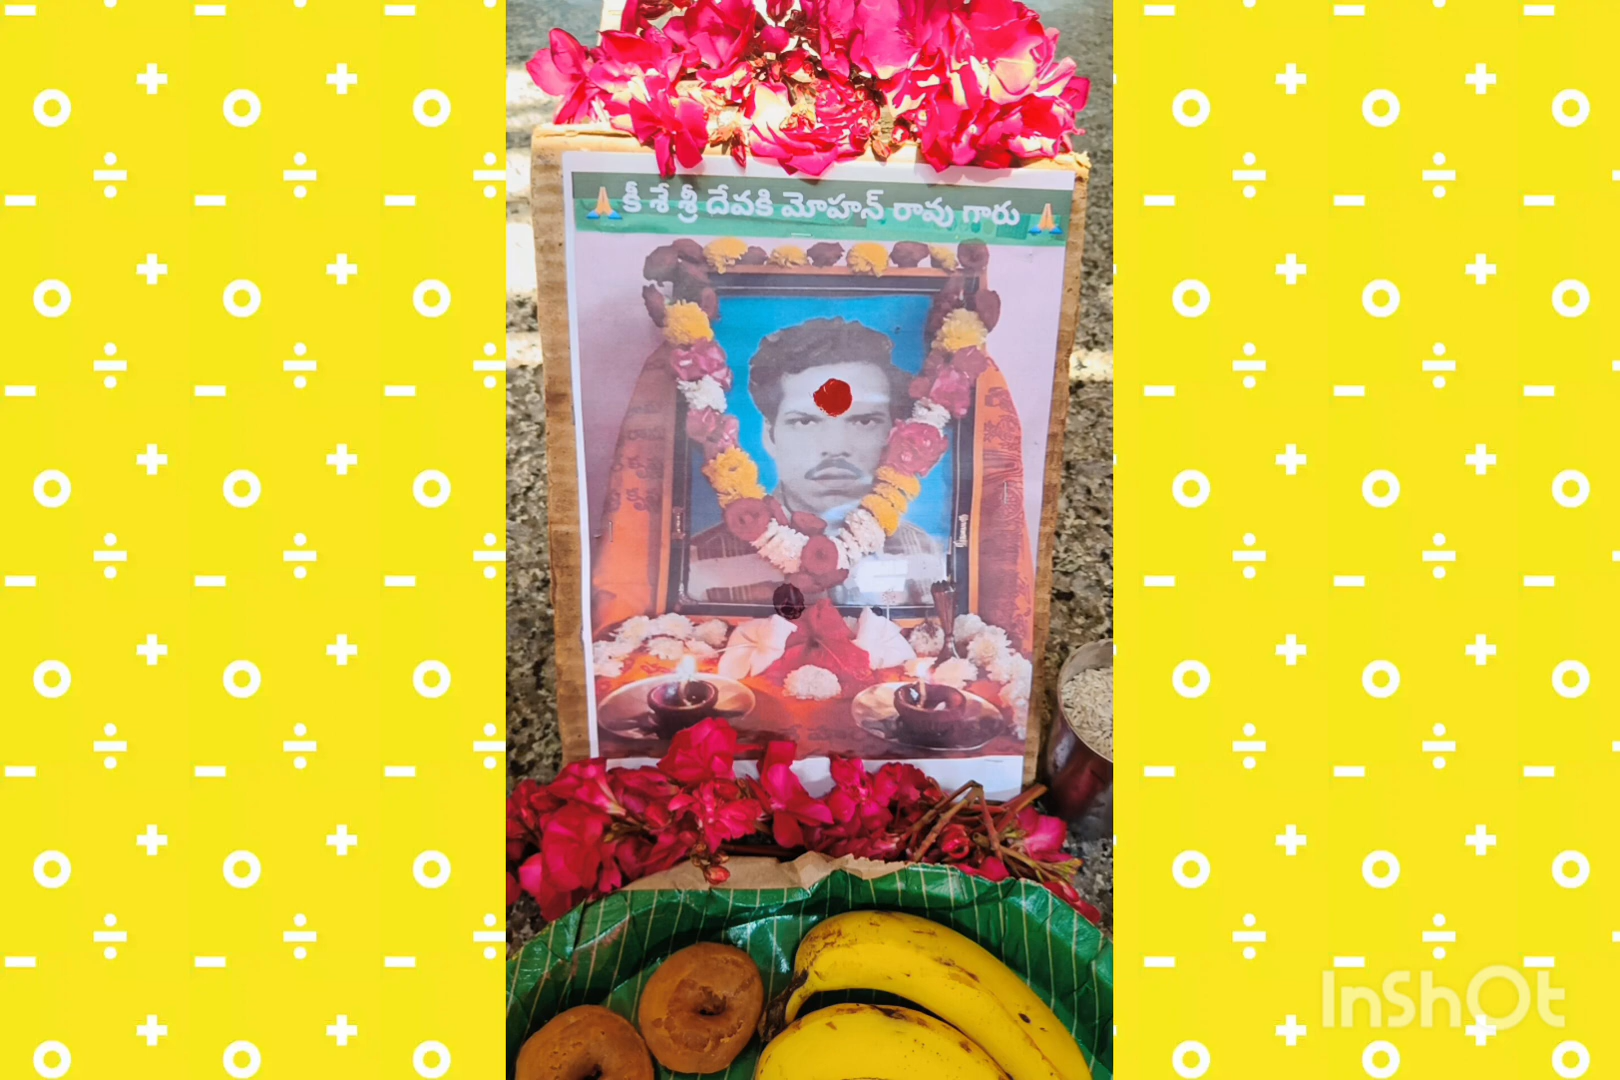 🙏 కీ శే శ్రీ దేవకి మోహన్ రావు గారు 🙏
InShOt